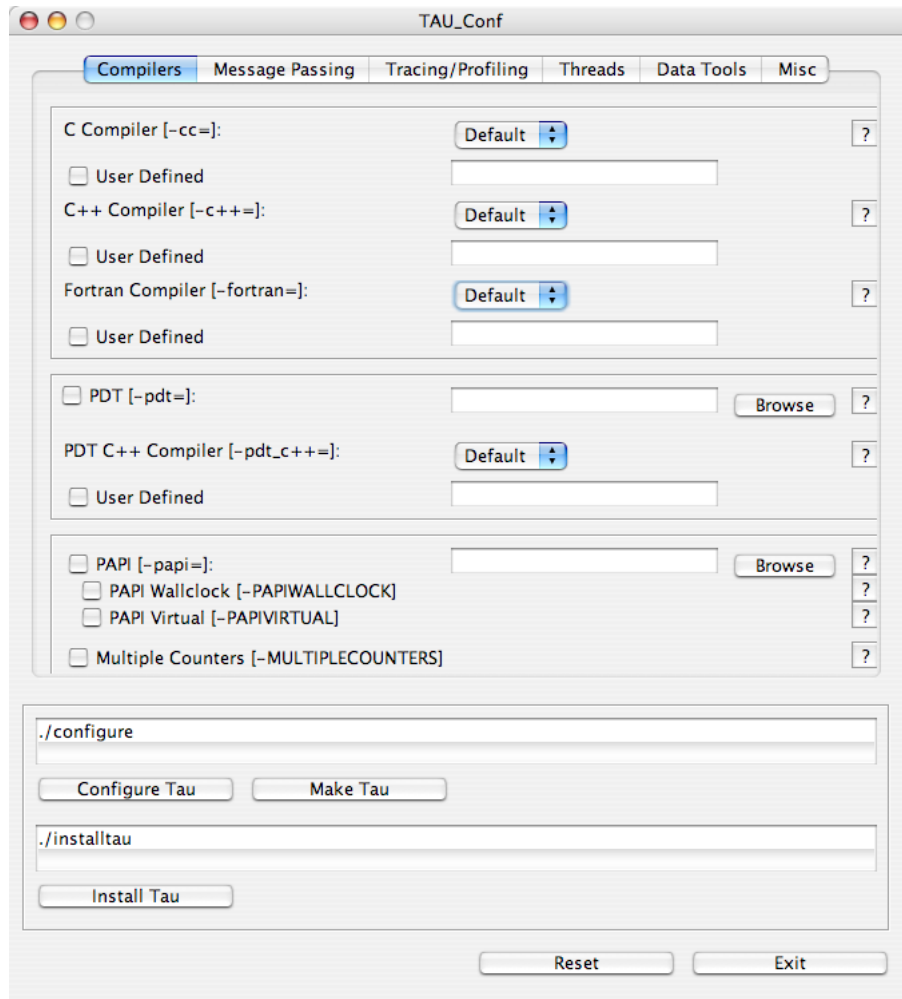 TAU_Conf
Compilers Message Passing Tracing/Profiling Threads Data Tools Misc
C Compiler [-cc=]: Default ?
User Defined
C++ Compiler [-c++=]: Default ?
User Defined
Fortran Compiler [-fortran=]: Default ?
User Defined
PDT [-pdt=]: Browse ?
PDT C++ Compiler [-pdt_c++=]: Default ?
User Defined
PAPI [-papi=]: Browse ?
PAPI Wallclock [-PAPIWALLCLOCK] ?
PAPI Virtual [-PAPIVIRTUAL] ?
Multiple Counters [-MULTIPLECOUNTERS] ?
./configure
Configure Tau Make Tau
./installtau
Install Tau
Reset Exit